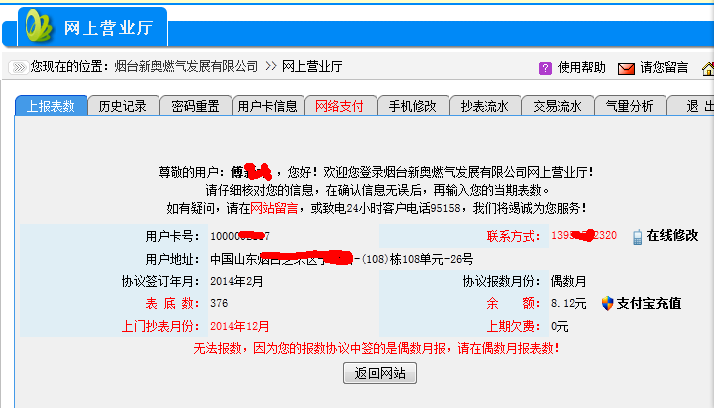 网上营业厅
您现在的位置：烟台新奥燃气发展有限公司 >> 网上营业厅 使用帮助 请您留言
上报表数 历史记录 密码重置 用户卡信息 网络支付 手机修改 抄表流水 交易流水 气量分析 退 出
尊敬的用户：傅 ，您好！欢迎您登录烟台新奥燃气发展有限公司网上营业厅！
请仔细核对您的信息，在确认信息无误后，再输入您的当期表数。
如有疑问，请在网站留言，或致电24小时客户电话95158，我们将竭诚为您服务！
用户卡号： 1000 联系方式： 139 2320 在线修改
用户地址： 中国山东烟台 区 -(108)栋108单元-26号
协议签订年月： 2014年2月 协议报数月份： 偶数月
表 底 数： 376 余 额： 8.12元 支付宝充值
上门抄表月份： 2014年12月 上期欠费： 0元
无法报数，因为您的报数协议中签的是偶数月报，请在偶数月报表数！
返回网站